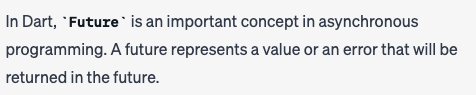 In Dart, `Future` is an important concept in asynchronous
programming. A future represents a value or an error that will be
returned in the future.